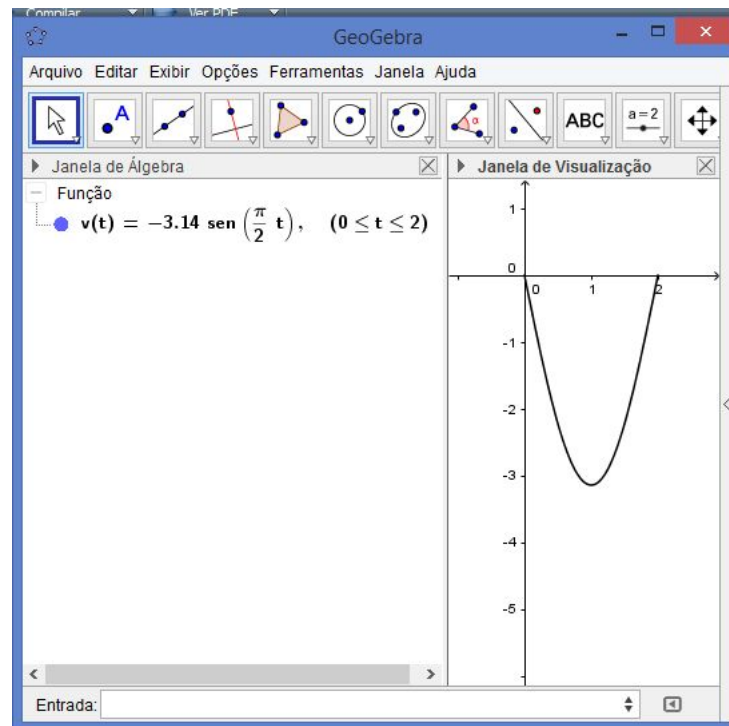 Compilar Ver PDF
GeoGebra
Arquivo Editar Exibir Opções Ferramentas Janela Ajuda
A α ABC a=2
Janela de Álgebra
Função
v(t) = −3.14 sen (π/2 t), (0 ≤ t ≤ 2)
Janela de Visualização
1
0
0 1 2
-1
-2
-3
-4
-5
Entrada: